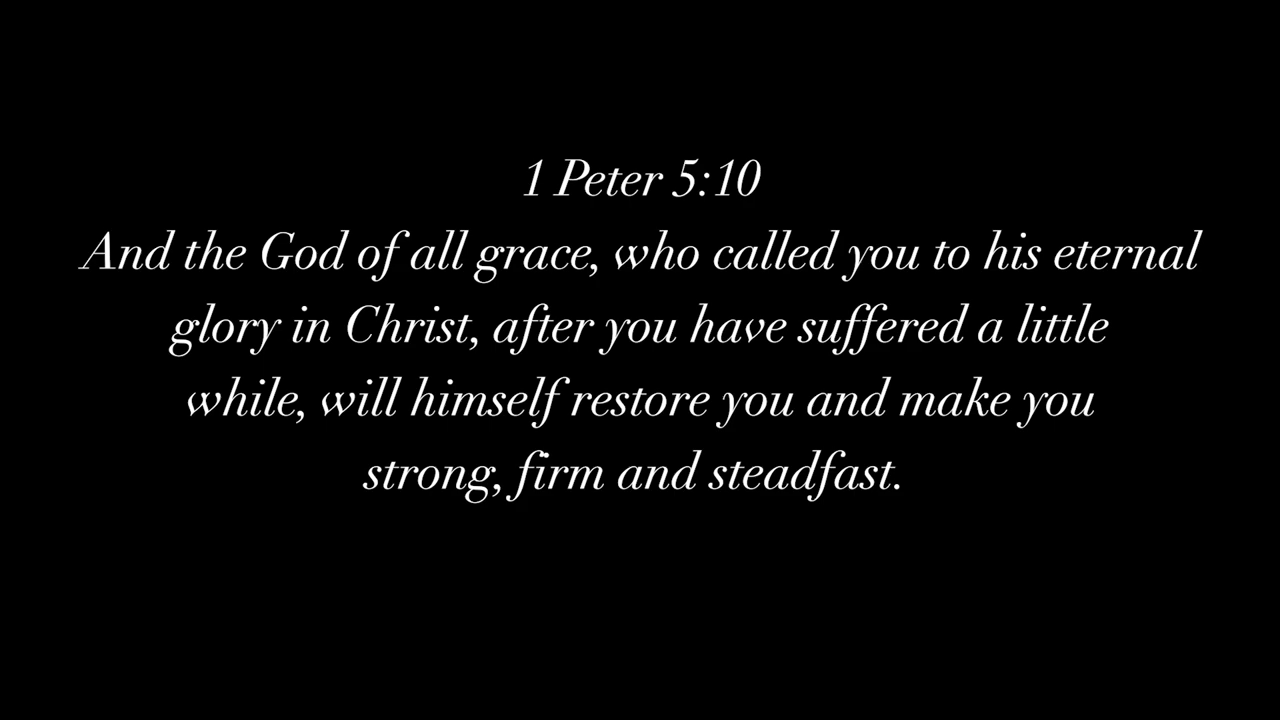 1 Peter 5:10
And the God of all grace, who called you to his eternal
glory in Christ, after you have suffered a little
while, will himself restore you and make you
strong, firm and steadfast.